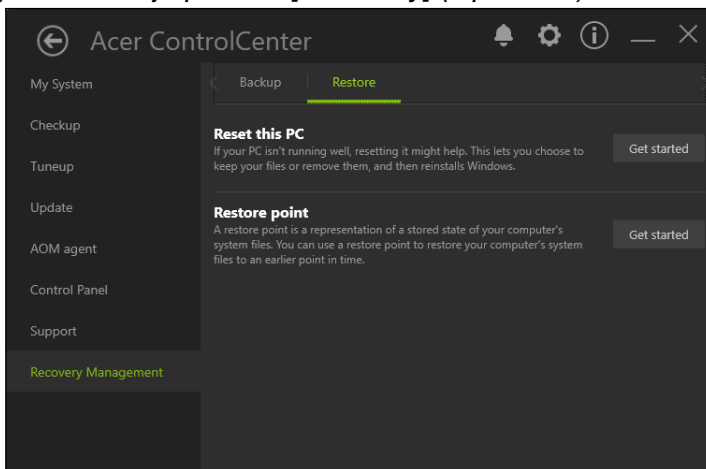 Acer ControlCenter
My System
Checkup
Tuneup
Update
AOM agent
Control Panel
Support
Recovery Management
Backup
Restore
Reset this PC
If your PC isn't running well, resetting it might help. This lets you choose to
keep your files or remove them, and then reinstalls Windows.
Get started
Restore point
A restore point is a representation of a stored state of your computer's
system files. You can use a restore point to restore your computer's system
files to an earlier point in time.
Get started